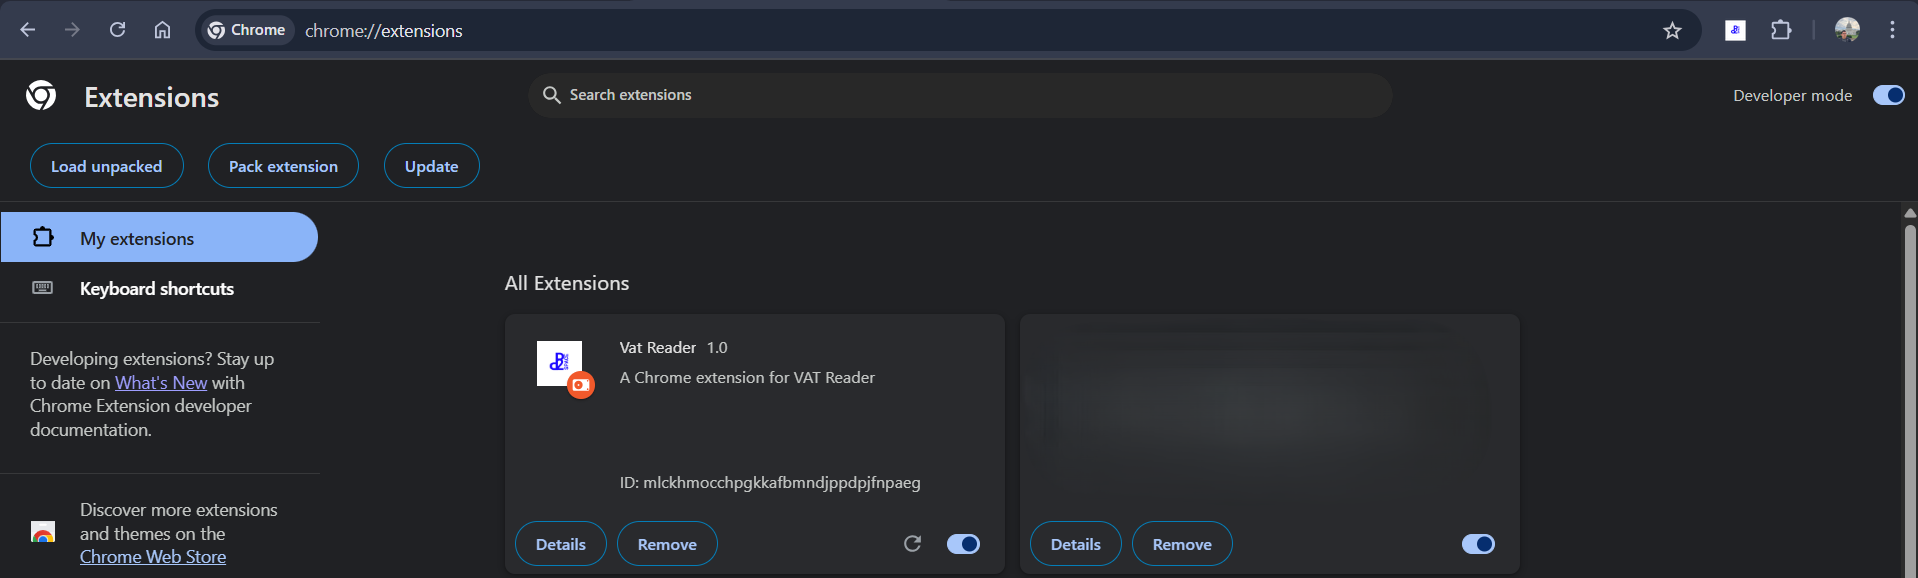 Chrome
chrome://extensions
Extensions
Search extensions
Developer mode
Load unpacked
Pack extension
Update
My extensions
Keyboard shortcuts
Developing extensions? Stay up
to date on What's New with
Chrome Extension developer
documentation.
Discover more extensions
and themes on the
Chrome Web Store
All Extensions
Vat Reader 1.0
A Chrome extension for VAT Reader
ID: mlckhmocchpgkkafbmndjppdpjfnpaeg
Details
Remove
Details
Remove